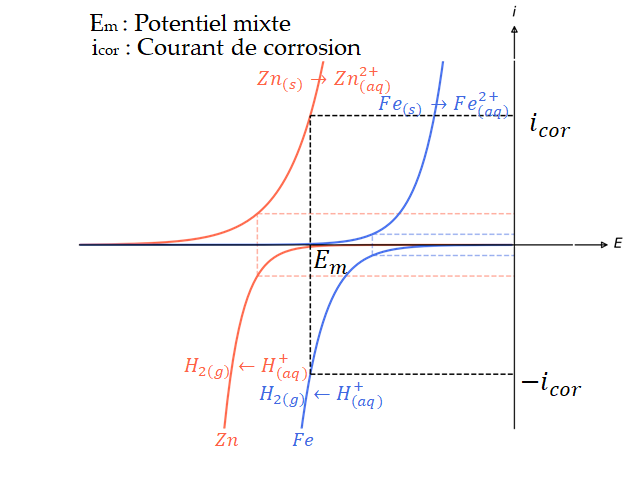 Em : Potentiel mixte
icor : Courant de corrosion
i
Zn(s) → Zn2+(aq)
Fe(s) → Fe2+(aq)
icor
E
Em
H2(g) ← H+(aq)
−icor
H2(g) ← H+(aq)
Zn
Fe